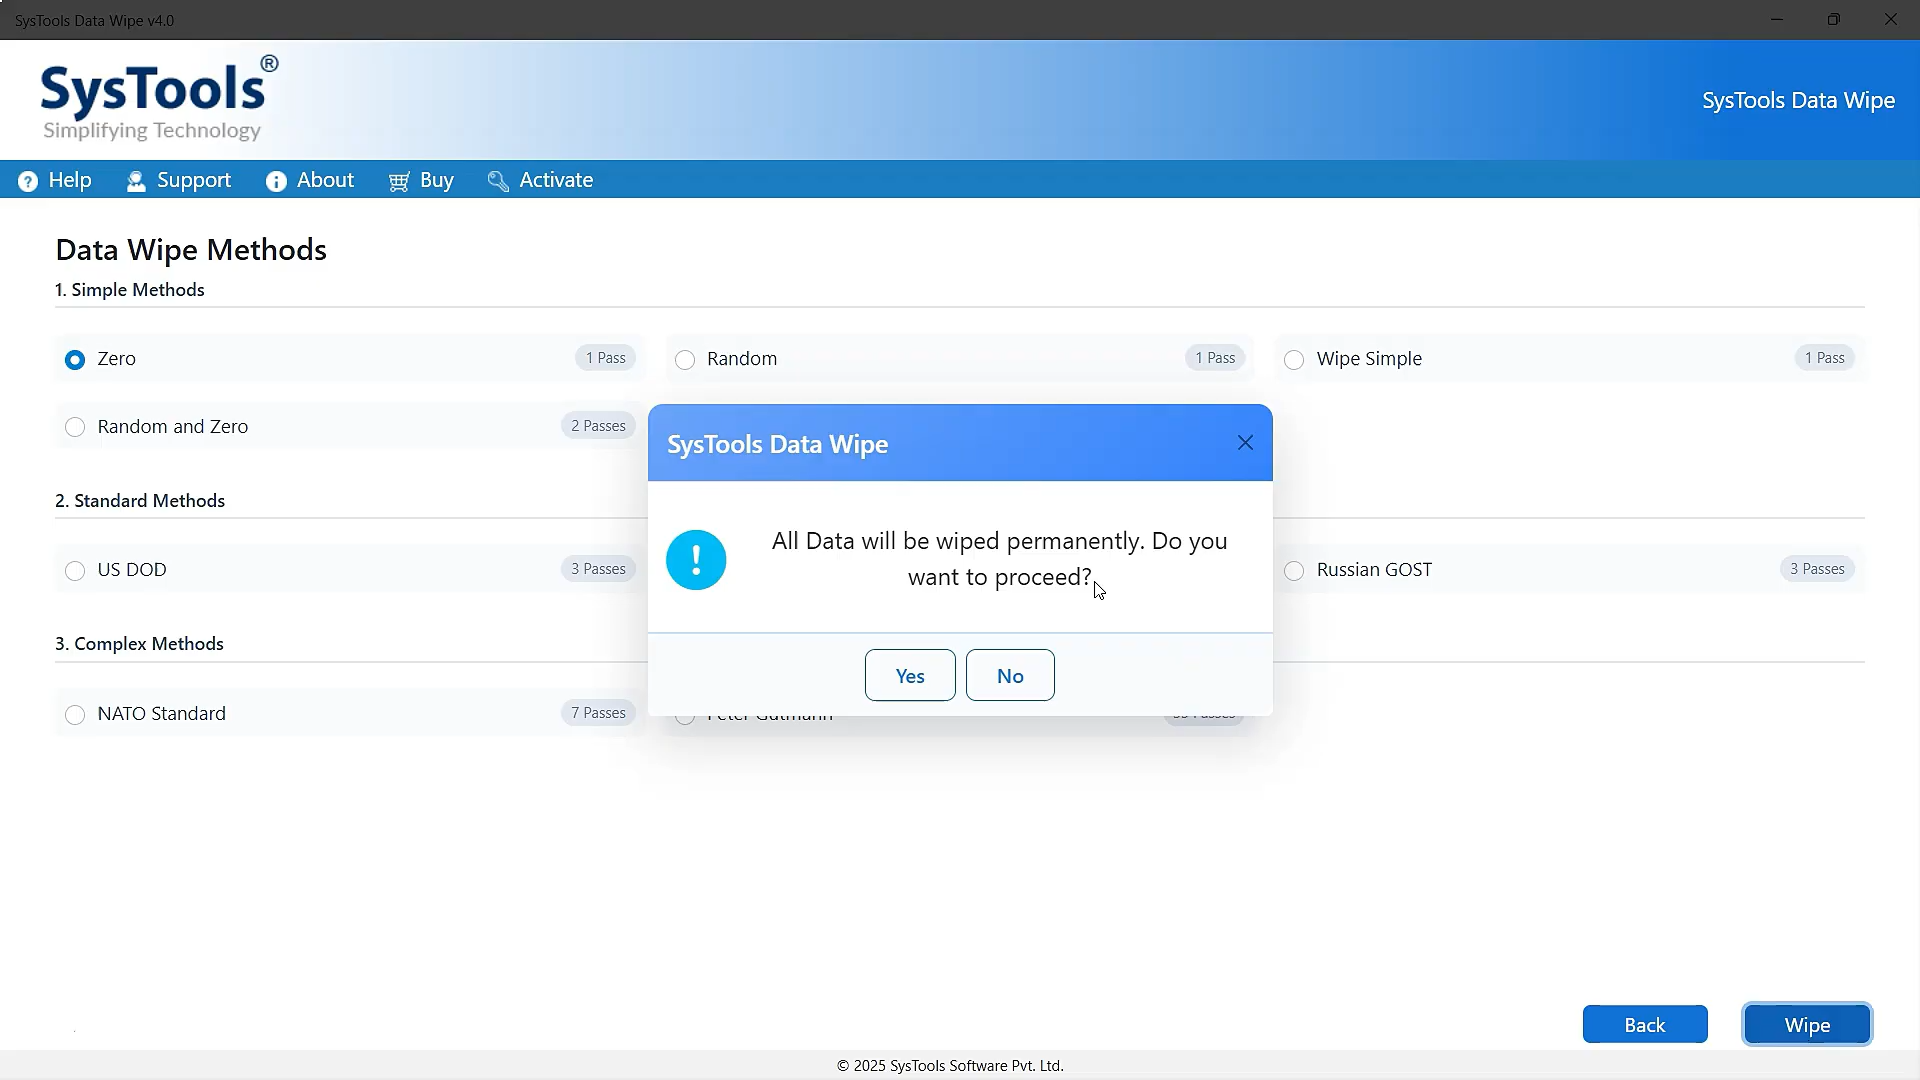 SysTools Data Wipe v4.0
SysTools®
Simplifying Technology
SysTools Data Wipe
Help Support About Buy Activate
Data Wipe Methods
1. Simple Methods
Zero 1 Pass Random 1 Pass Wipe Simple 1 Pass
Random and Zero 2 Passes
SysTools Data Wipe
2. Standard Methods
All Data will be wiped permanently. Do you
want to proceed?
US DOD 3 Passes Russian GOST 3 Passes
3. Complex Methods
Yes No
NATO Standard 7 Passes Peter Gutmann 35 Passes
Back Wipe
© 2025 SysTools Software Pvt. Ltd.